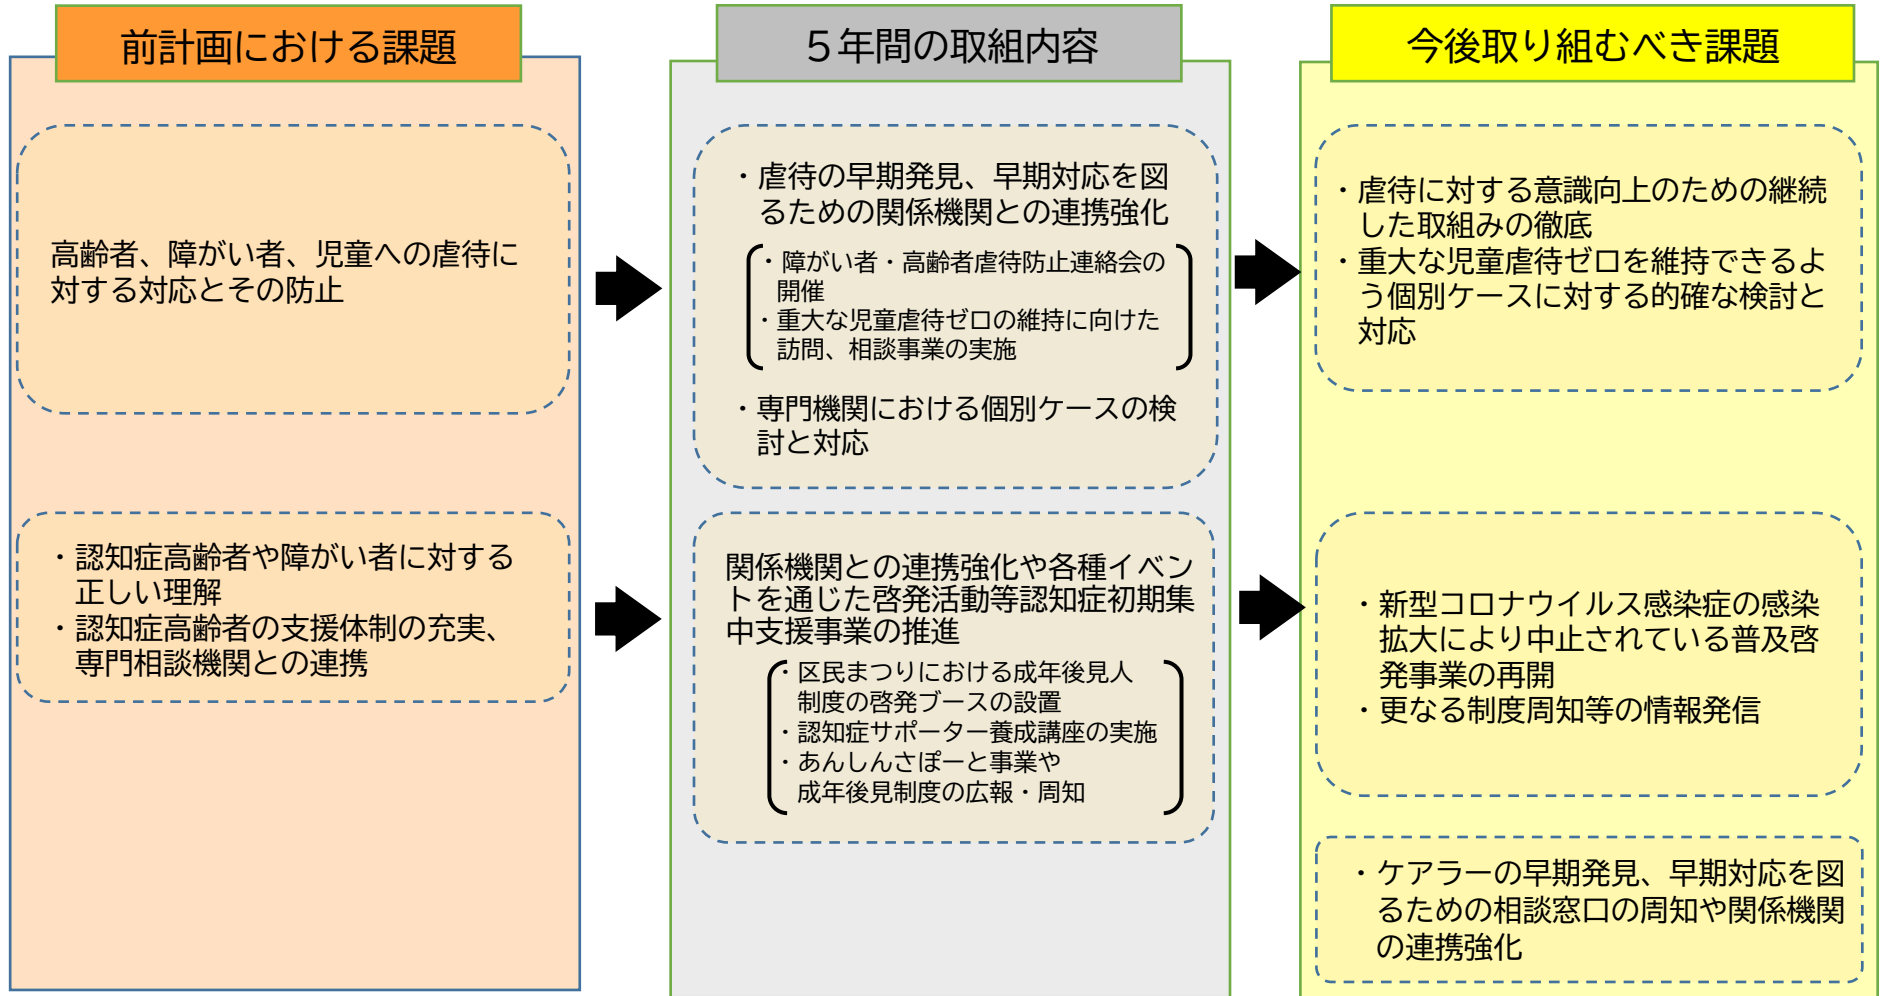 前計画における課題
高齢者、障がい者、児童への虐待に
対する対応とその防止
・認知症高齢者や障がい者に対する
正しい理解
・認知症高齢者の支援体制の充実、
専門相談機関との連携
５年間の取組内容
・虐待の早期発見、早期対応を図
るための関係機関との連携強化
・障がい者・高齢者虐待防止連絡会の
開催
・重大な児童虐待ゼロの維持に向けた
訪問、相談事業の実施
・専門機関における個別ケースの検
討と対応
関係機関との連携強化や各種イベン
トを通じた啓発活動等認知症初期集
中支援事業の推進
・区民まつりにおける成年後見人
制度の啓発ブースの設置
・認知症サポーター養成講座の実施
・あんしんさぽーと事業や
成年後見制度の広報・周知
今後取り組むべき課題
・虐待に対する意識向上のための継続
した取組みの徹底
・重大な児童虐待ゼロを維持できるよ
う個別ケースに対する的確な検討と
対応
・新型コロナウイルス感染症の感染
拡大により中止されている普及啓
発事業の再開
・更なる制度周知等の情報発信
・ケアラーの早期発見、早期対応を図
るための相談窓口の周知や関係機関
の連携強化